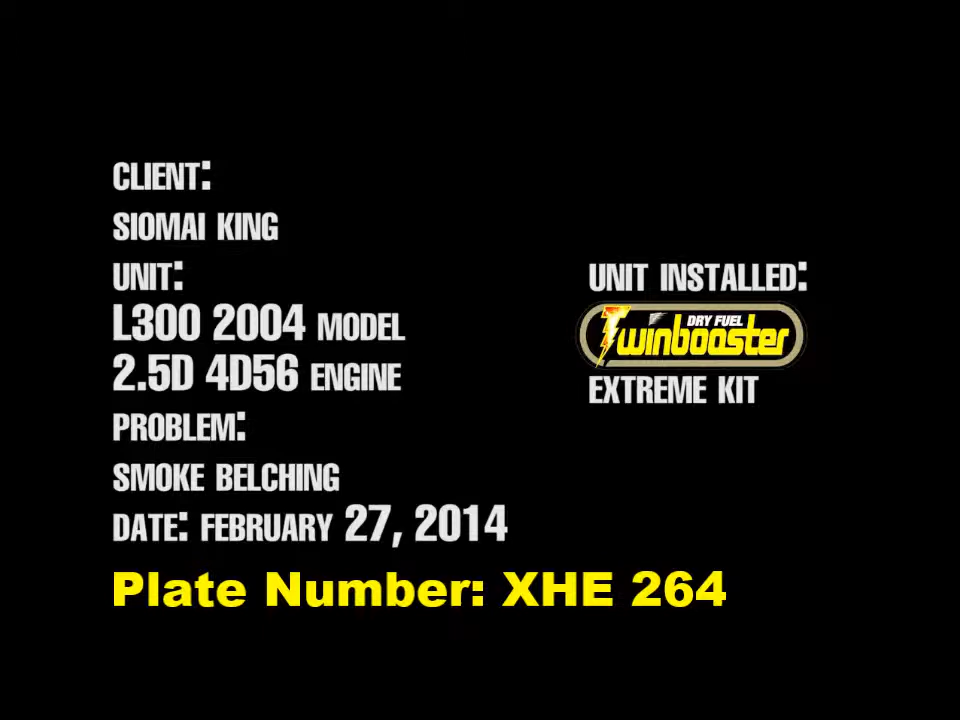 CLIENT:
SIOMAI KING
UNIT:
L300 2004 MODEL
2.5D 4D56 ENGINE
PROBLEM:
SMOKE BELCHING
DATE: FEBRUARY 27, 2014
Plate Number: XHE 264
UNIT INSTALLED:
DRY FUEL
Twinbooster
EXTREME KIT